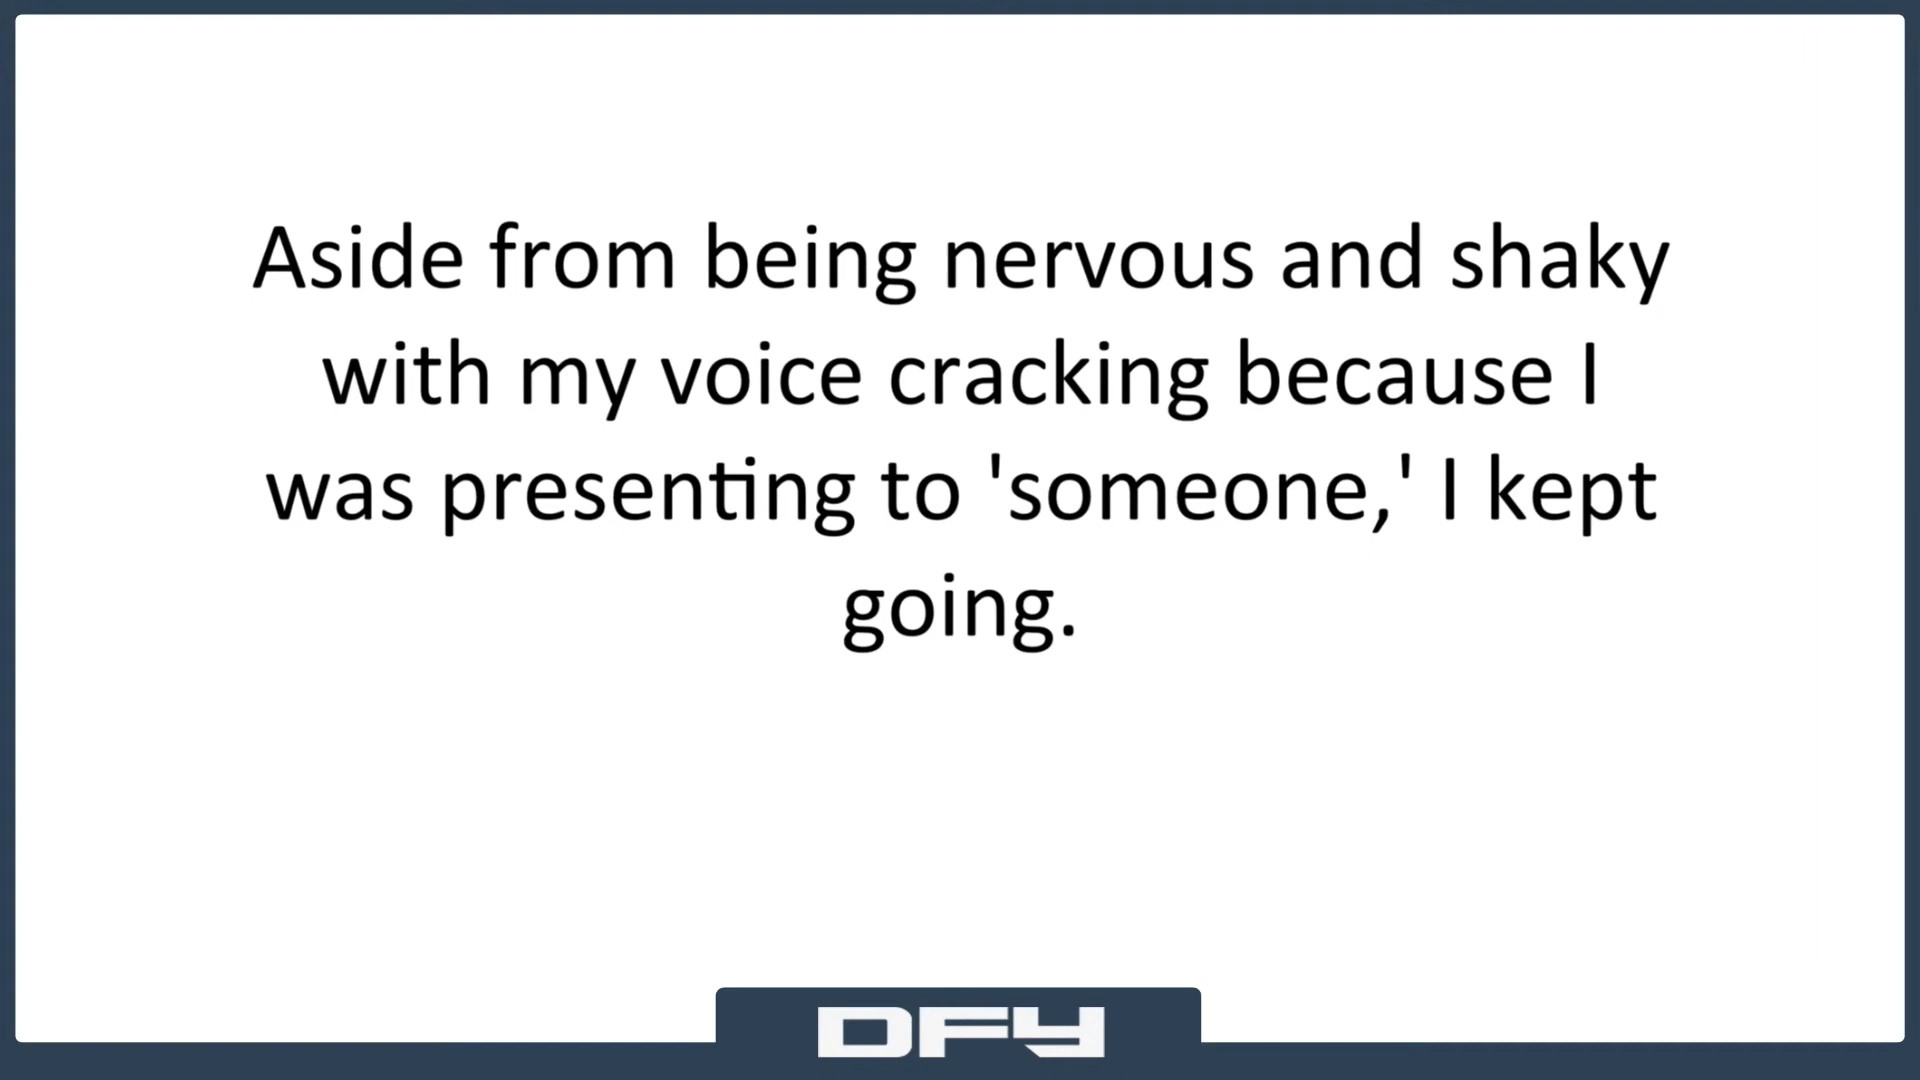 Aside from being nervous and shaky
with my voice cracking because I
was presenting to 'someone,' I kept
going.
DFY